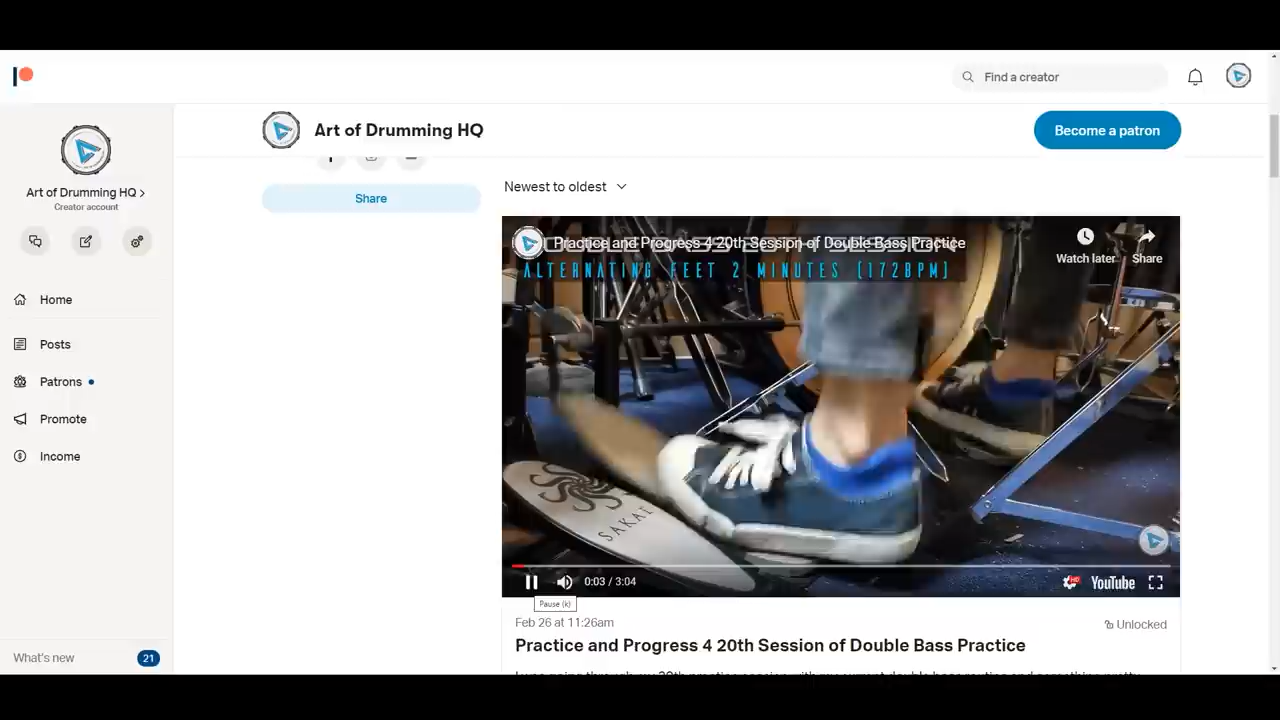 Find a creator
Art of Drumming HQ
Become a patron
Art of Drumming HQ
Creator account
Share
Newest to oldest
Practice and Progress 4 20th Session of Double Bass Practice
Watch later
Share
ALTERNATING FEET 2 MINUTES (172BPM)
Home
Posts
Patrons
Promote
Income
SAKAE
0:03 / 3:04
YouTube
HD
Pause (k)
Feb 26 at 11:26am
Unlocked
Practice and Progress 4 20th Session of Double Bass Practice
What's new
21